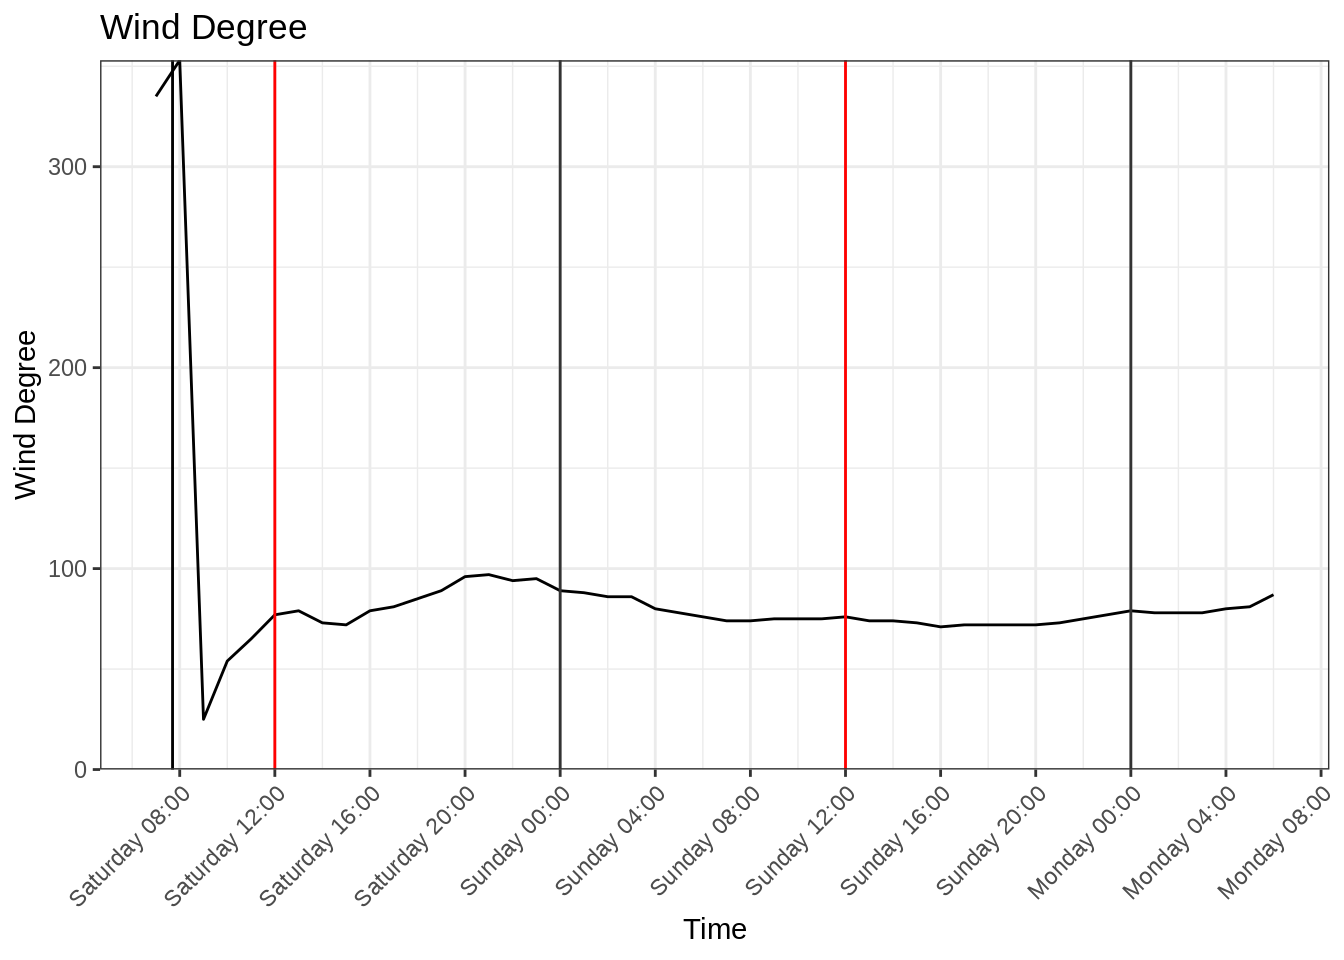 Wind Degree
Wind Degree
300
200
100
0
Saturday 08:00
Saturday 12:00
Saturday 16:00
Saturday 20:00
Sunday 00:00
Sunday 04:00
Sunday 08:00
Sunday 12:00
Sunday 16:00
Sunday 20:00
Monday 00:00
Monday 04:00
Monday 08:00
Time